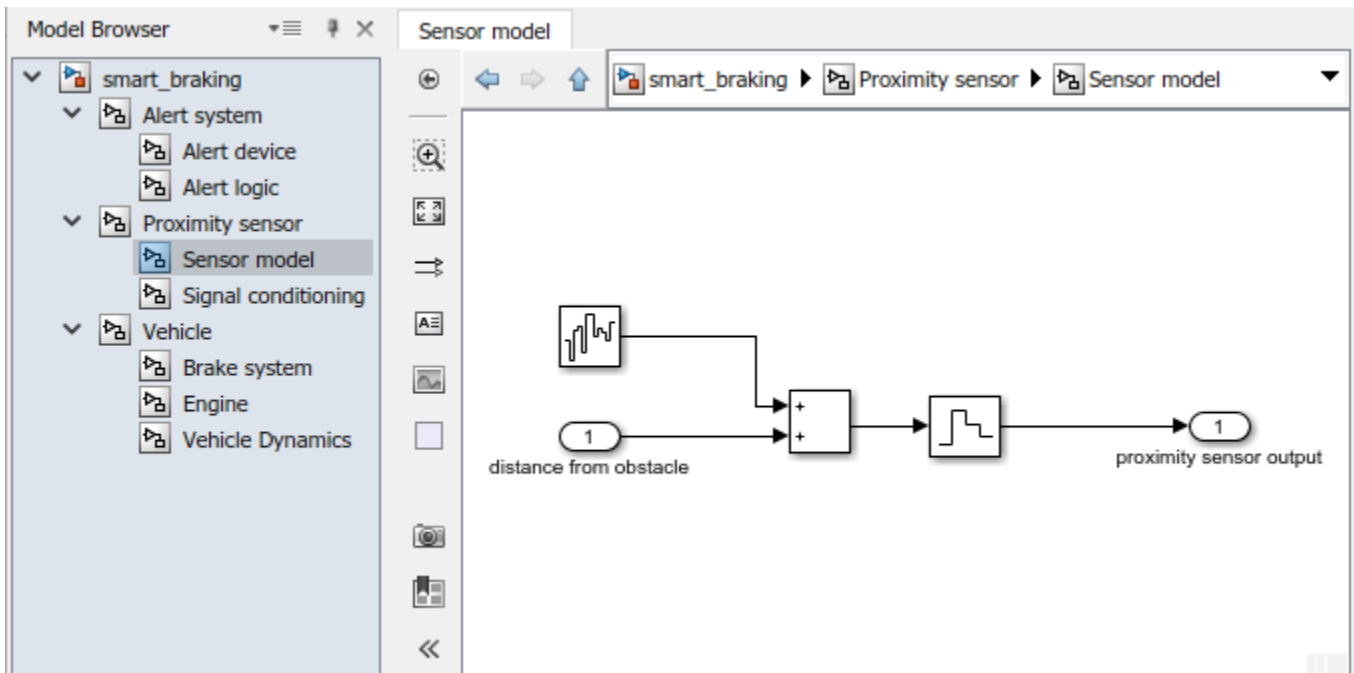 Model Browser
Sensor model
smart_braking
Alert system
Alert device
Alert logic
Proximity sensor
Sensor model
Signal conditioning
Vehicle
Brake system
Engine
Vehicle Dynamics
smart_braking Proximity sensor Sensor model
A
+
1
+
distance from obstacle
1
proximity sensor output